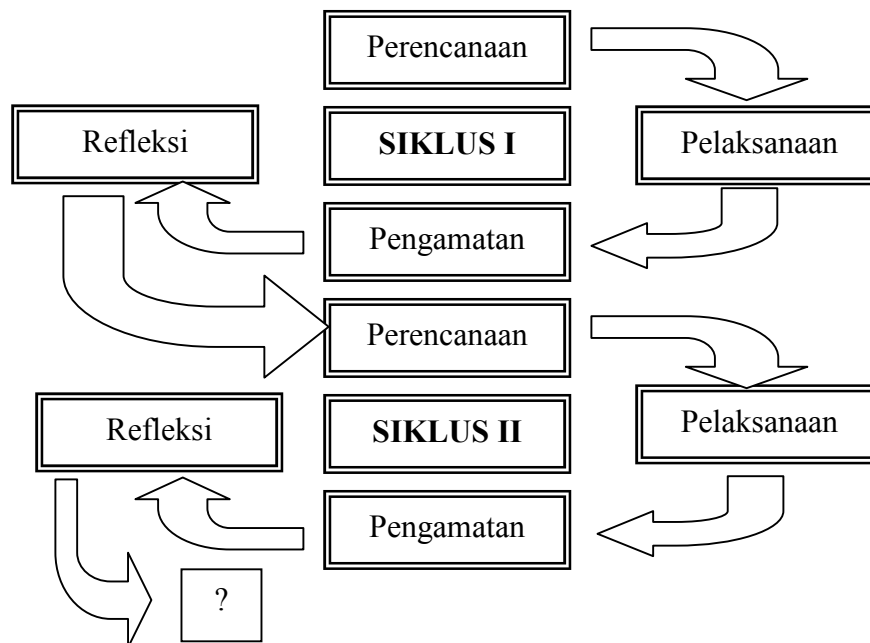 Perencanaan
Refleksi
SIKLUS I
Pelaksanaan
Pengamatan
Perencanaan
Refleksi
SIKLUS II
Pelaksanaan
Pengamatan
?